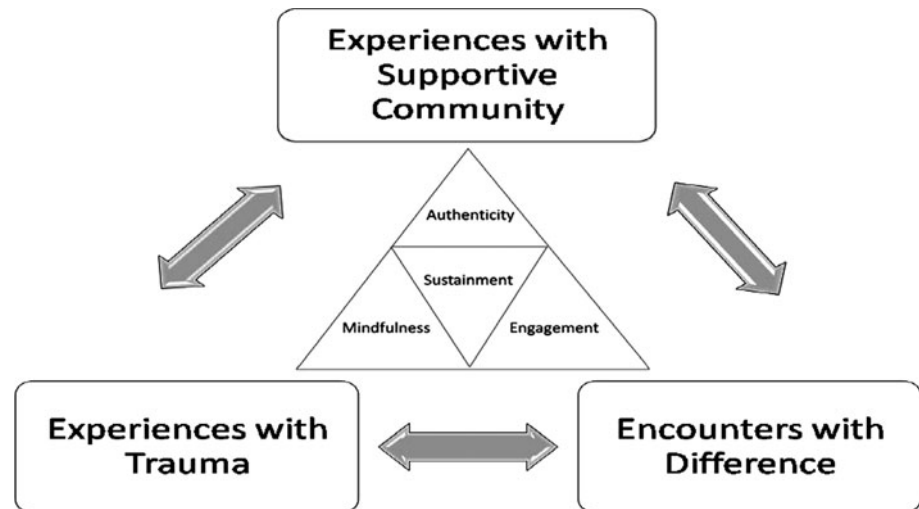 Experiences with
Supportive
Community
Authenticity
Sustainment
Mindfulness
Engagement
Experiences with
Trauma
Encounters with
Difference